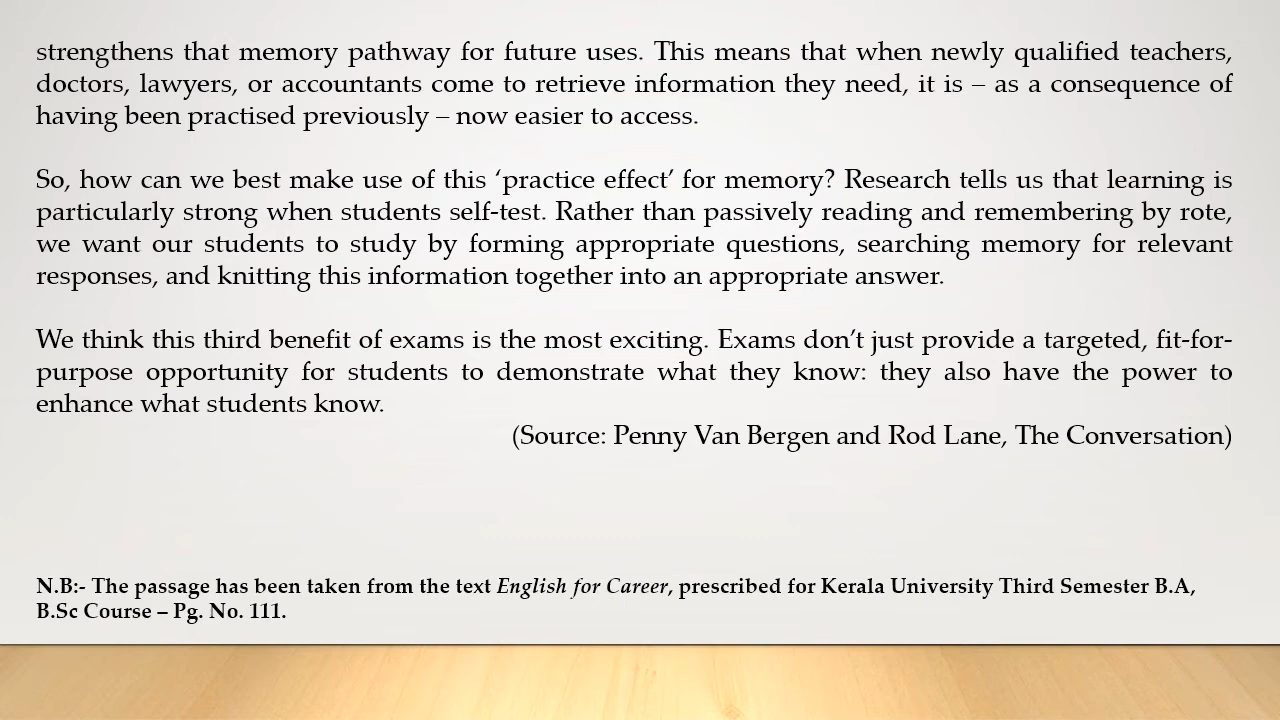 strengthens that memory pathway for future uses. This means that when newly qualified teachers,
doctors, lawyers, or accountants come to retrieve information they need, it is – as a consequence of
having been practised previously – now easier to access.
So, how can we best make use of this ‘practice effect’ for memory? Research tells us that learning is
particularly strong when students self-test. Rather than passively reading and remembering by rote,
we want our students to study by forming appropriate questions, searching memory for relevant
responses, and knitting this information together into an appropriate answer.
We think this third benefit of exams is the most exciting. Exams don’t just provide a targeted, fit-for-
purpose opportunity for students to demonstrate what they know: they also have the power to
enhance what students know.
(Source: Penny Van Bergen and Rod Lane, The Conversation)
N.B:- The passage has been taken from the text English for Career, prescribed for Kerala University Third Semester B.A,
B.Sc Course – Pg. No. 111.